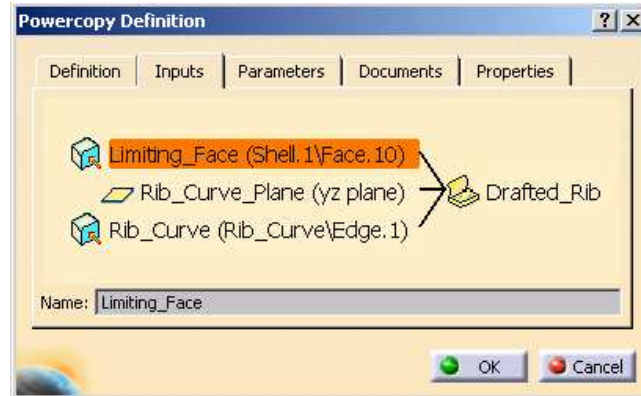 Powercopy Definition
Definition Inputs Parameters Documents Properties
Limiting_Face (Shell.1\Face.10)
Rib_Curve_Plane (yz plane) Drafted_Rib
Rib_Curve (Rib_Curve\Edge.1)
Name: Limiting_Face
OK Cancel